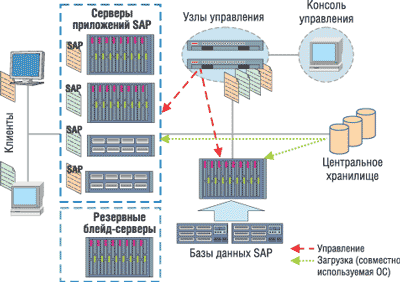 Серверы
приложений SAP
Узлы управления
Консоль
управления
SAP
SAP
SAP
SAP
Клиенты
Центральное
хранилище
Резервные
блейд-серверы
Базы данных SAP
Управление
Загрузка (совместно
используемая ОС)